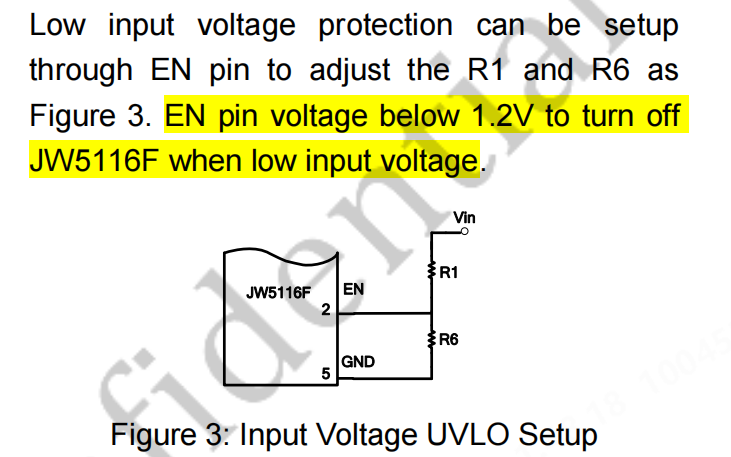 Low input voltage protection can be setup
through EN pin to adjust the R1 and R6 as
Figure 3. EN pin voltage below 1.2V to turn off
JW5116F when low input voltage.
Vin
R1
JW5116F
EN
2
R6
GND
5
Figure 3: Input Voltage UVLO Setup
fidential